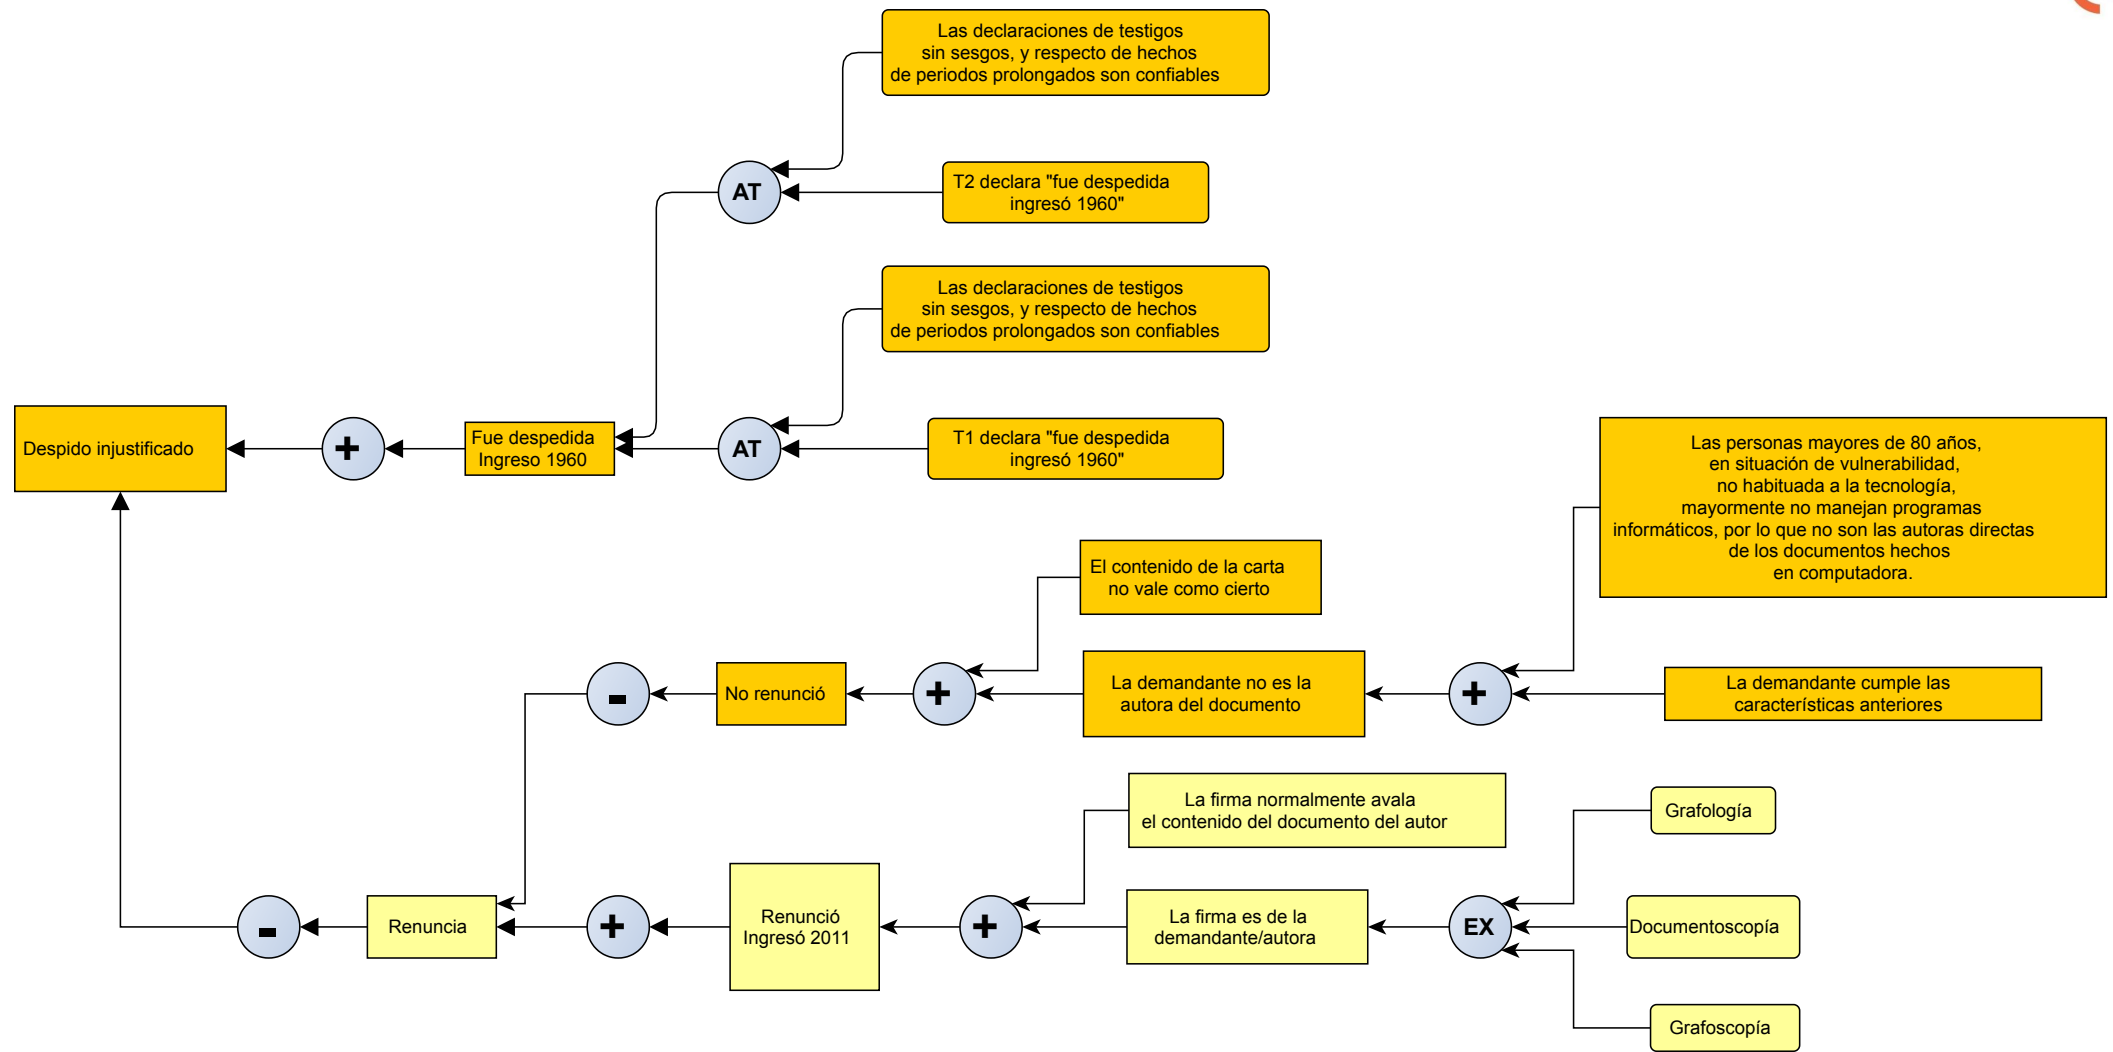 Las declaraciones de testigos
sin sesgos, y respecto de hechos
de periodos prolongados son confiables
AT
T2 declara "fue despedida
ingresó 1960"
Las declaraciones de testigos
sin sesgos, y respecto de hechos
de periodos prolongados son confiables
Despido injustificado
+
Fue despedida
Ingreso 1960
AT
T1 declara "fue despedida
ingresó 1960"
Las personas mayores de 80 años,
en situación de vulnerabilidad,
no habituada a la tecnología,
mayormente no manejan programas
informáticos, por lo que no son las autoras directas
de los documentos hechos
en computadora.
El contenido de la carta
no vale como cierto
-
No renunció
+
La demandante no es la
autora del documento
+
La demandante cumple las
características anteriores
La firma normalmente avala
el contenido del documento del autor
Grafología
-
Renuncia
+
Renunció
Ingresó 2011
+
La firma es de la
demandante/autora
EX
Documentoscopía
Grafoscopía